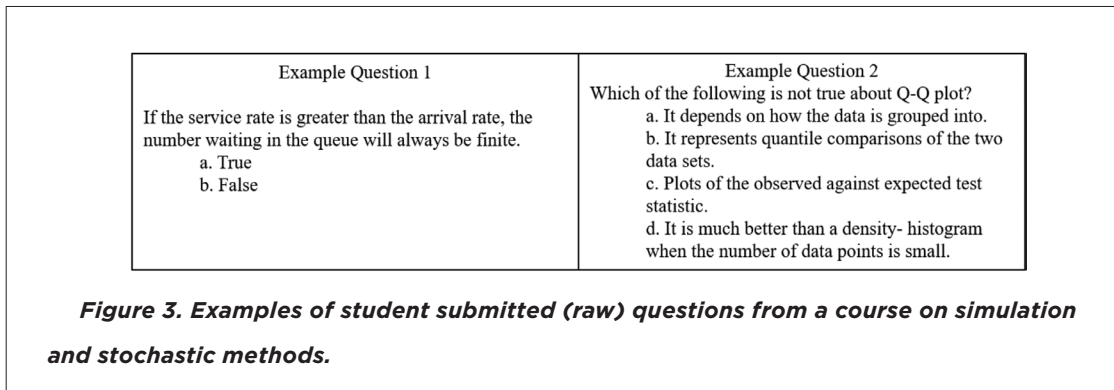 Example Question 1
If the service rate is greater than the arrival rate, the
number waiting in the queue will always be finite.
a. True
b. False
Example Question 2
Which of the following is not true about Q-Q plot?
a. It depends on how the data is grouped into.
b. It represents quantile comparisons of the two
data sets.
c. Plots of the observed against expected test
statistic.
d. It is much better than a density- histogram
when the number of data points is small.
Figure 3. Examples of student submitted (raw) questions from a course on simulation
and stochastic methods.